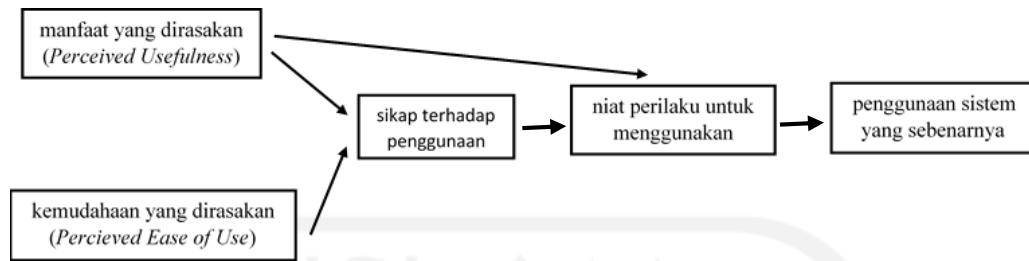 manfaat yang dirasakan
(Perceived Usefulness)
sikap terhadap
penggunaan
niat perilaku untuk
menggunakan
penggunaan sistem
yang sebenarnya
kemudahaan yang dirasakan
(Percieved Ease of Use)